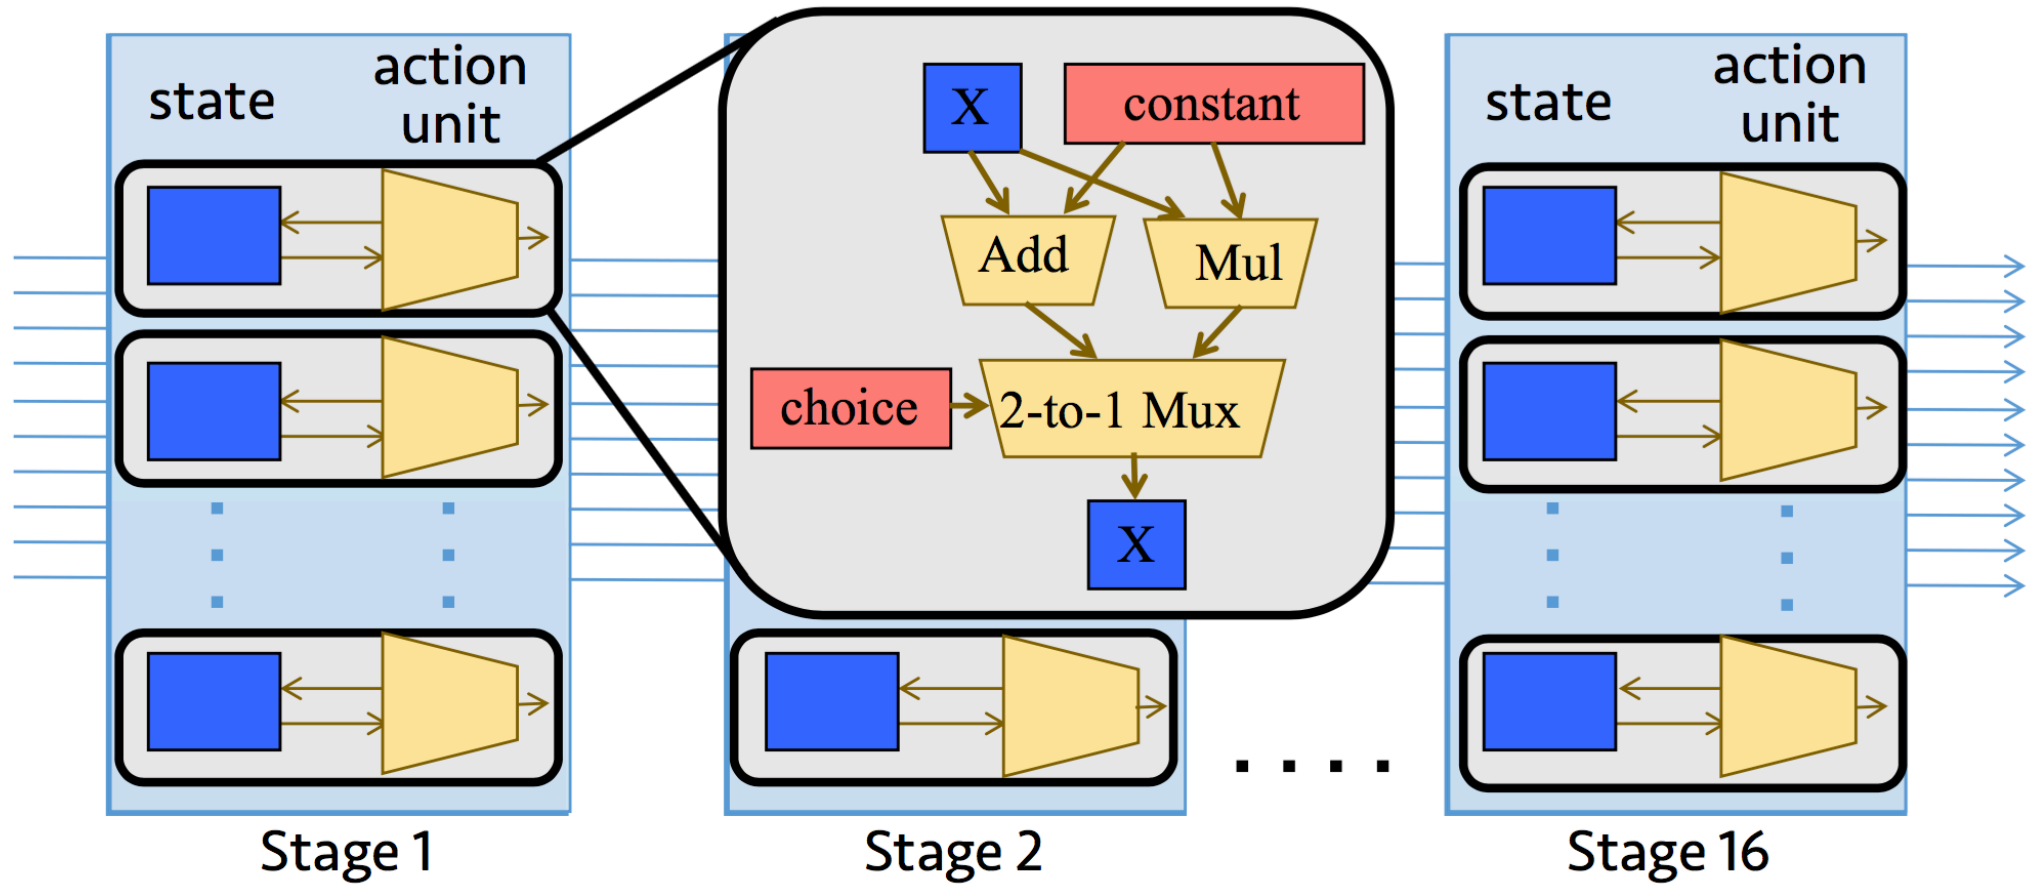 state
action
unit
X
constant
Add
Mul
choice
2-to-1 Mux
X
state
action
unit
Stage 1
Stage 2
Stage 16